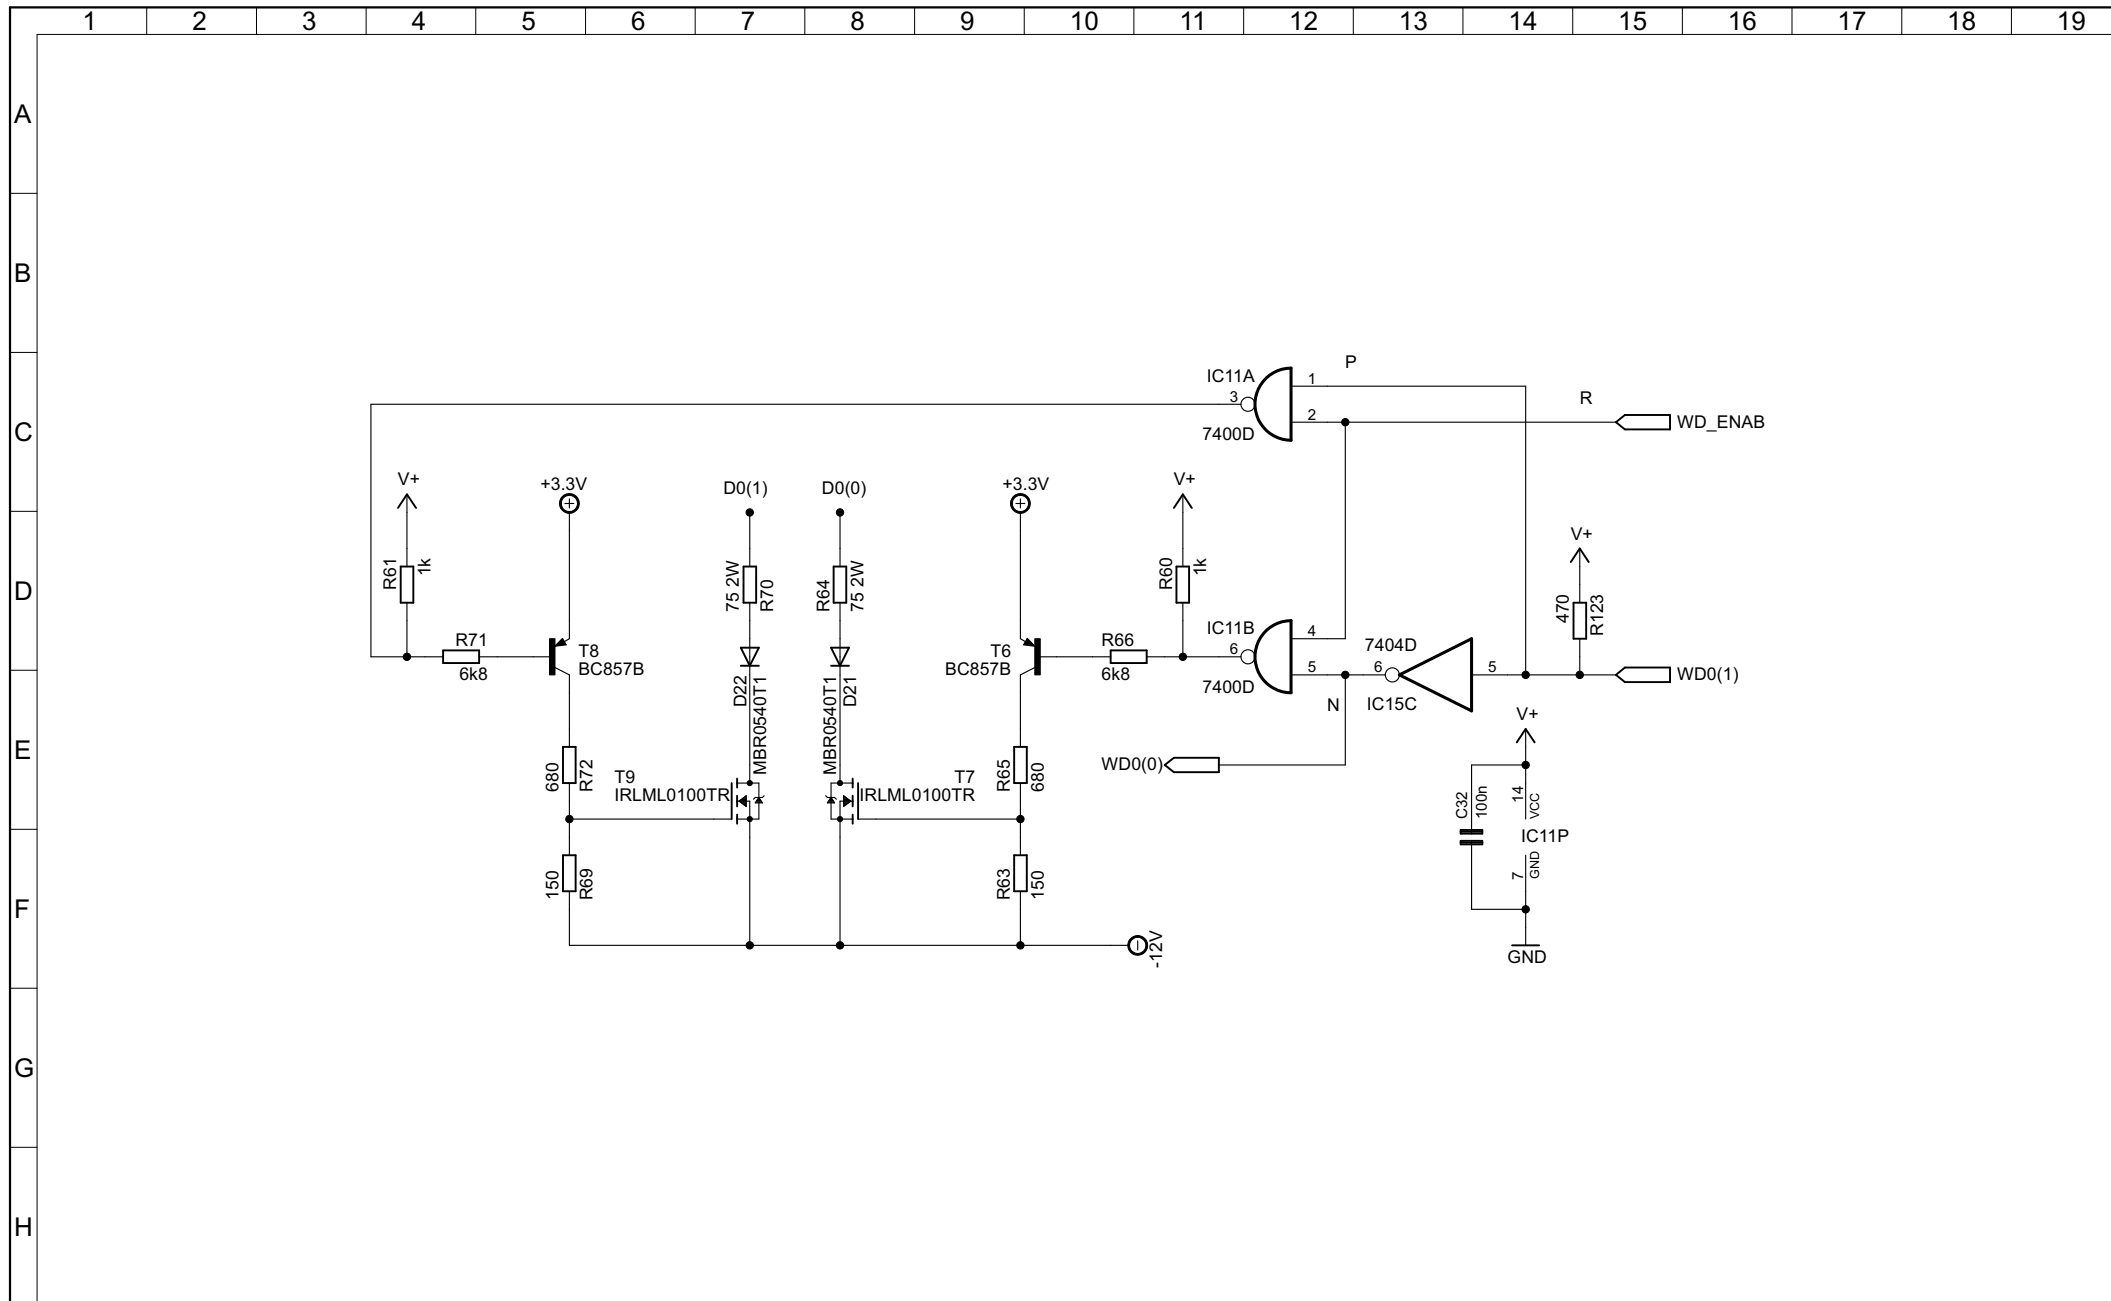 1 2 3 4 5 6 7 8 9 10 11 12 13 14 15 16 17 18 19
A
B
C
D
E
F
G
H
P
IC11A
1
3
R
2
WD_ENAB
7400D
V+
+3.3V
D0(1)
D0(0)
+3.3V
V+
V+
R61
1k
75 2W
R70
R64
75 2W
R60
1k
470
R123
R71
6k8
T8
BC857B
T6
BC857B
R66
6k8
IC11B
4
6
5
7400D
N
7404D
6
5
IC15C
WD0(1)
D22
MBR0540T1
MBR0540T1
D21
V+
WD0(0)
680
R72
T9
IRLML0100TR
T7
IRLML0100TR
R65
680
C32
100n
14
VCC
IC11P
7
GND
150
R69
R63
150
-12V
GND